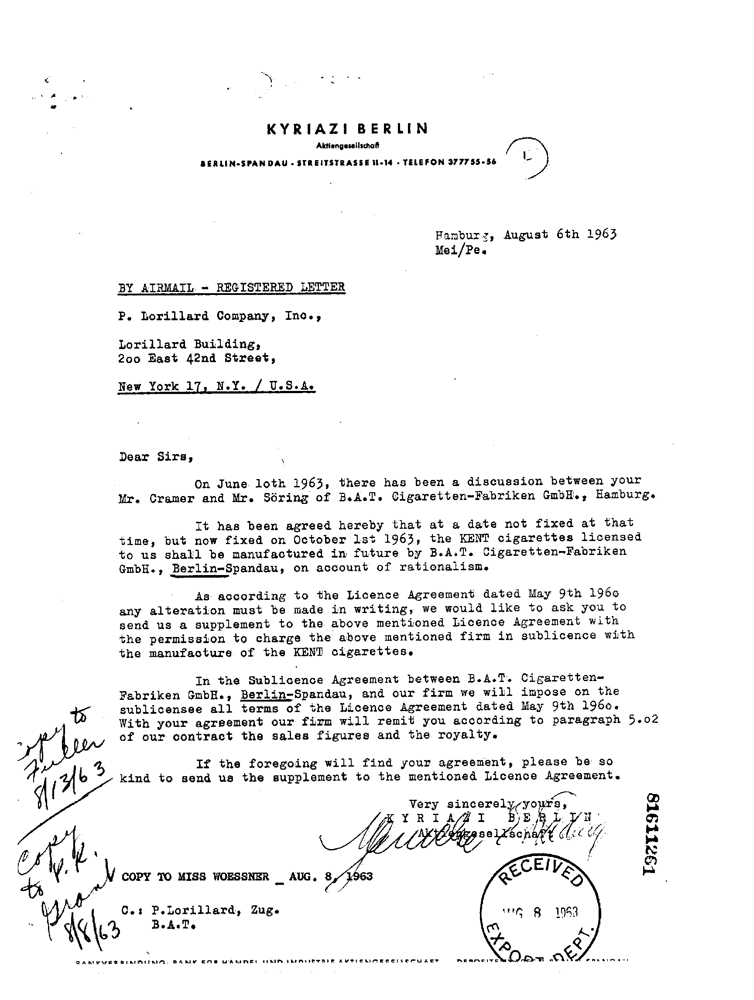 KYRIAZI BERLIN
Aktiengesellschaft
BERLIN-SPANDAU - STREITSTRASSE 11-14 - TELEFON 377755-56
Hamburg, August 6th 1963
Mei/Pe.
BY AIRMAIL - REGISTERED LETTER
P. Lorillard Company, Inc.,
Lorillard Building,
2oo East 42nd Street,
New York 17, N.Y. / U.S.A.
Dear Sirs,
On June 1oth 1963, there has been a discussion between your
Mr. Cramer and Mr. Söring of B.A.T. Cigaretten-Fabriken GmbH., Hamburg.
It has been agreed hereby that at a date not fixed at that
time, but now fixed on October 1st 1963, the KENT cigarettes licensed
to us shall be manufactured in future by B.A.T. Cigaretten-Fabriken
GmbH., Berlin-Spandau, on account of rationalism.
As according to the Licence Agreement dated May 9th 196o
any alteration must be made in writing, we would like to ask you to
send us a supplement to the above mentioned Licence Agreement with
the permission to charge the above mentioned firm in sublicence with
the manufacture of the KENT cigarettes.
In the Sublicence Agreement between B.A.T. Cigaretten-
Fabriken GmbH., Berlin-Spandau, and our firm we will impose on the
sublicensee all terms of the Licence Agreement dated May 9th 196o.
With your agreement our firm will remit you according to paragraph 5.o2
of our contract the sales figures and the royalty.
If the foregoing will find your agreement, please be so
kind to send us the supplement to the mentioned Licence Agreement.
Very sincerely yours,
KYRIAZI BERLIN
Aktiengesellschaft
Copy to
Fuller
8/13/63
Copy
to
Grant
8/8/63
COPY TO MISS WOESSNER _ AUG. 8, 1963
C.: P.Lorillard, Zug.
B.A.T.
RECEIVED
AUG 8 1963
EXPORT DEPT.
81611261
BANKVERBINDUNG: BANK FÜR HANDEL UND INDUSTRIE AKTIENGESELLSCHAFT